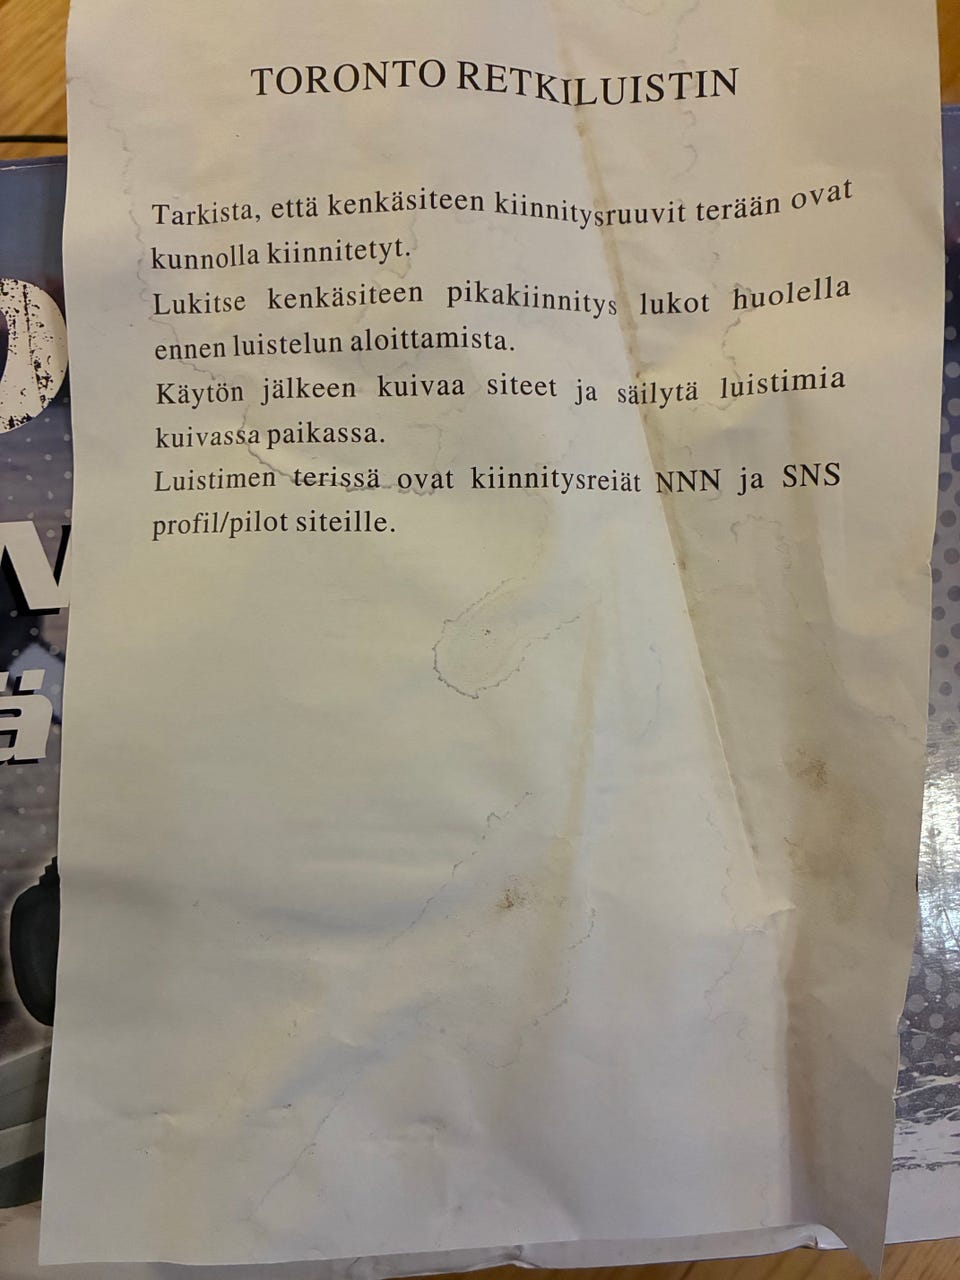 TORONTO RETKILUISTIN
Tarkista, että kenkäsiteen kiinnitysruuvit terään ovat
kunnolla kiinnitetyt.
Lukitse kenkäsiteen pikakiinnitys lukot huolella
ennen luistelun aloittamista.
Käytön jälkeen kuivaa siteet ja säilytä luistimia
kuivassa paikassa.
Luistimen terissä ovat kiinnitysreiät NNN ja SNS
profil/pilot siteille.